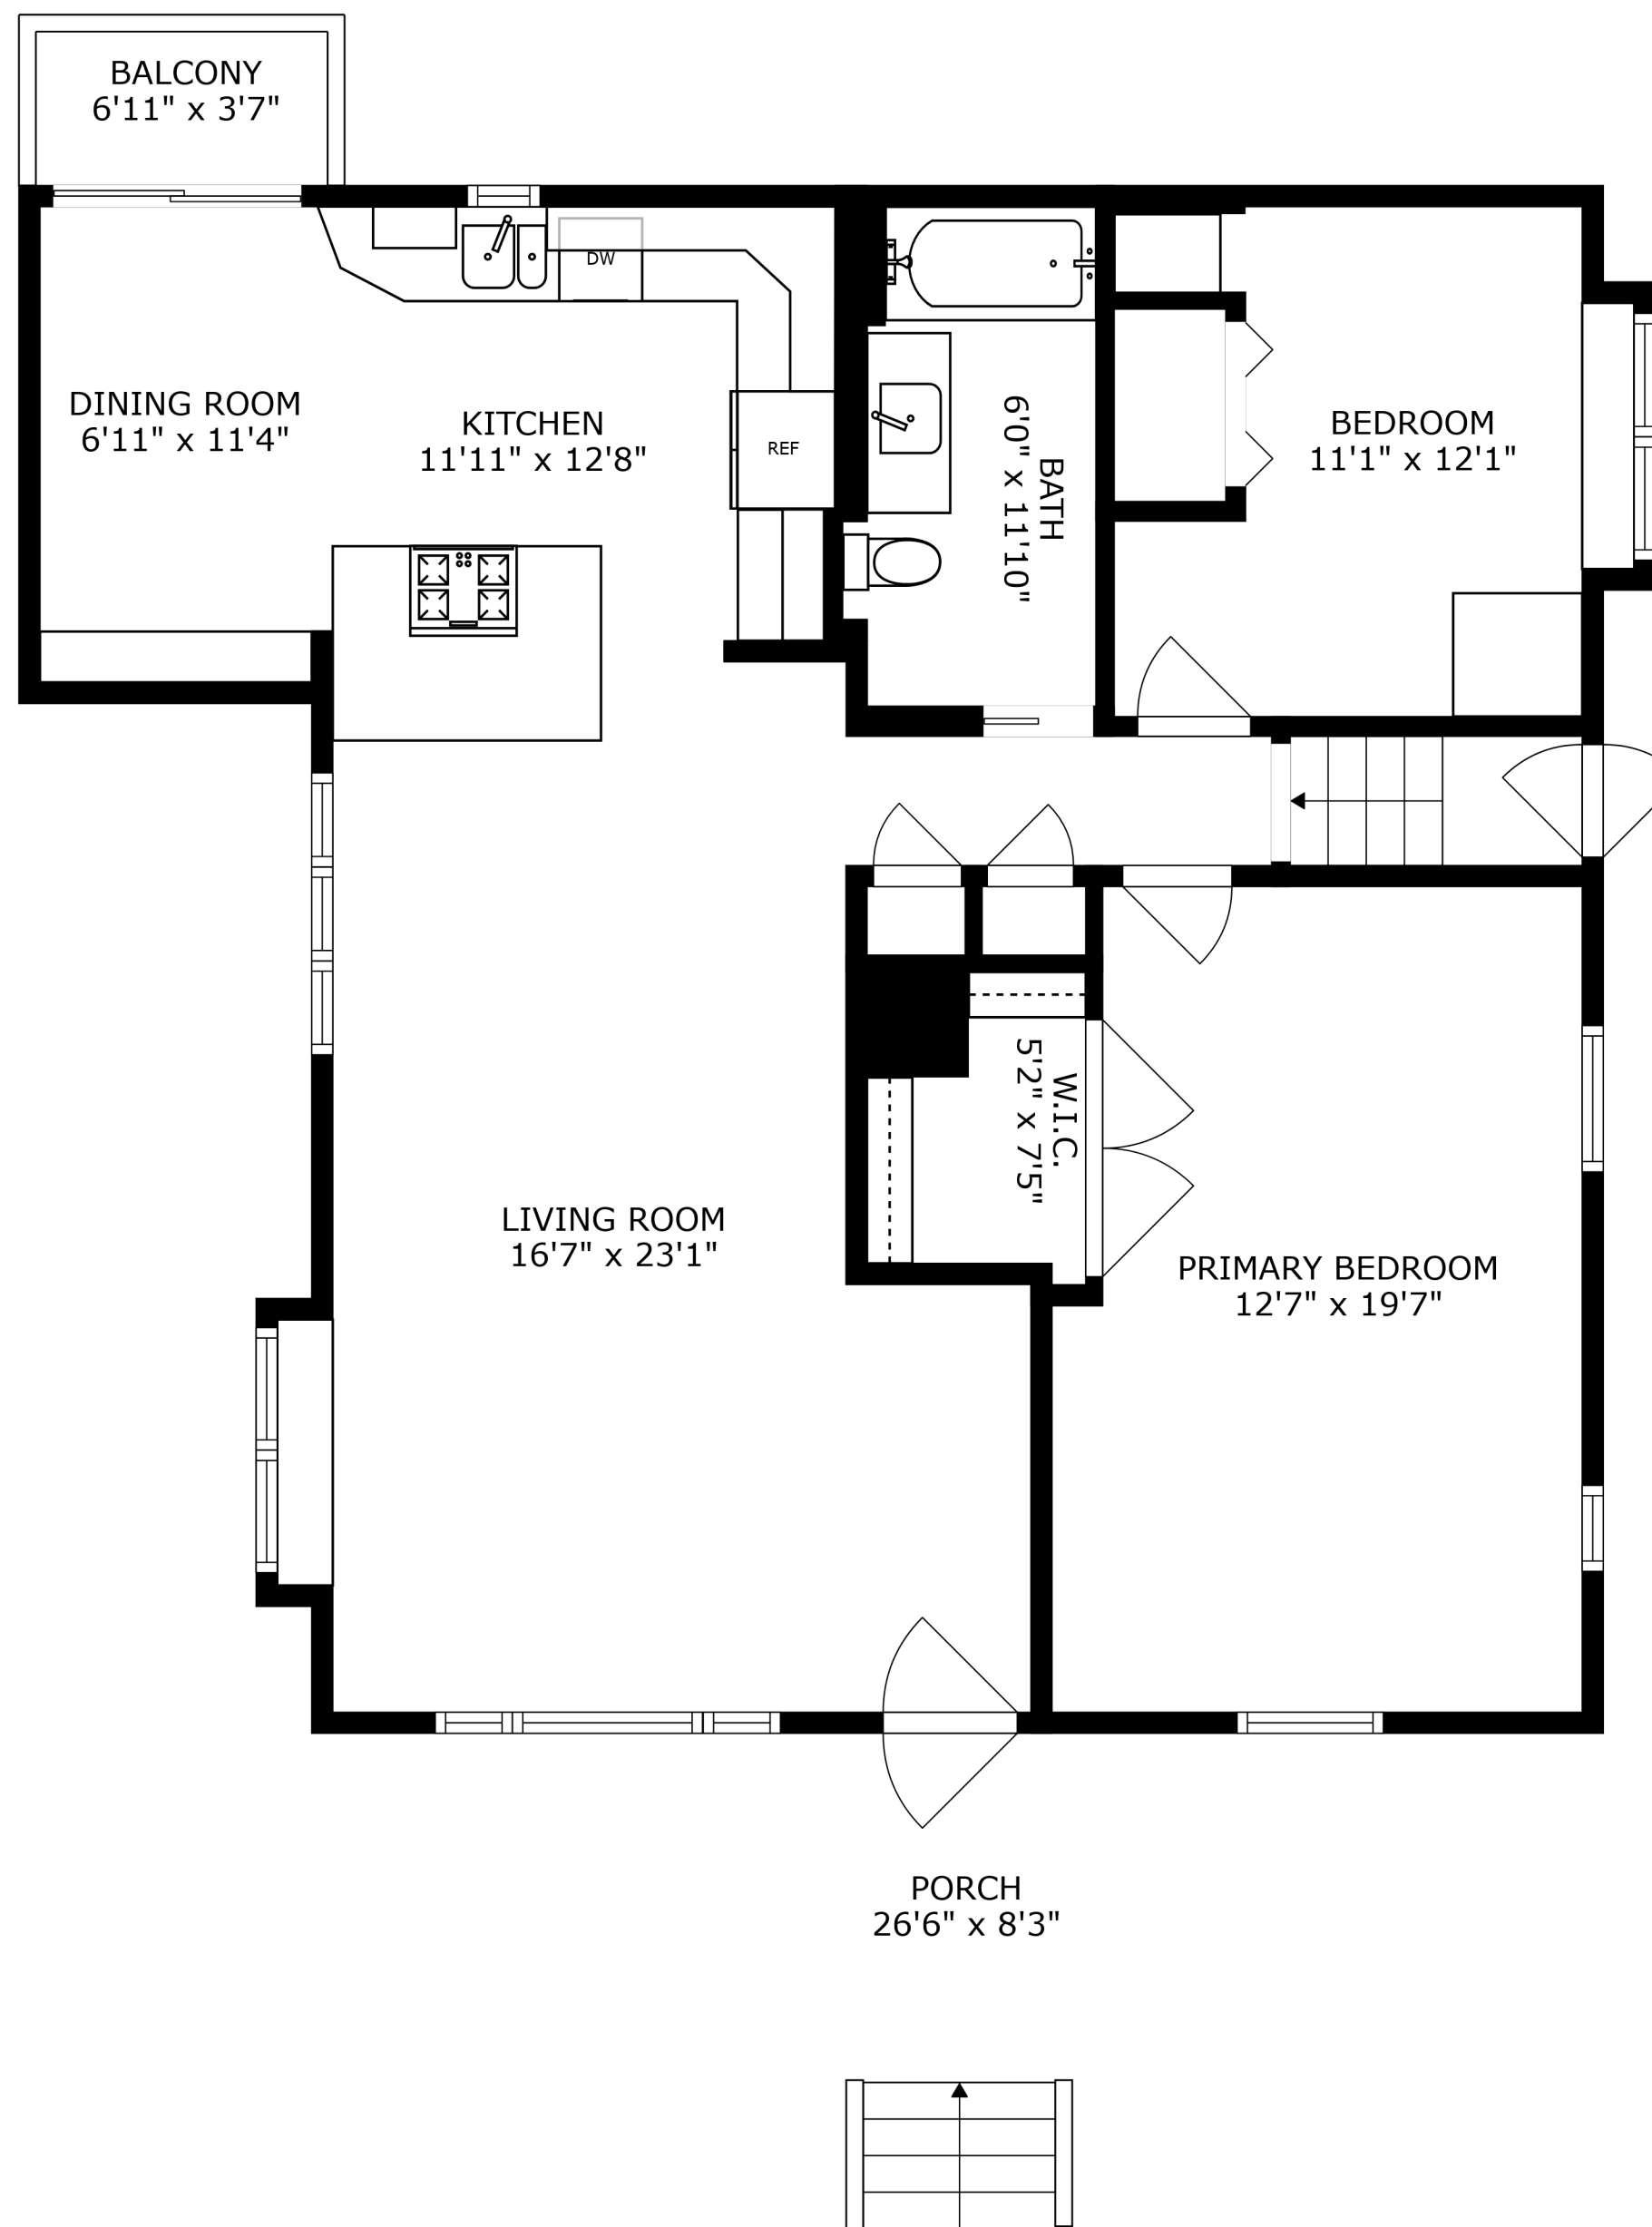 BALCONY
6'11" x 3'7"
DW
DINING ROOM
6'11" x 11'4"
KITCHEN
11'11" x 12'8"
REF
BATH
6'0" x 11'10"
BEDROOM
11'1" x 12'1"
W.I.C.
5'2" x 7'5"
LIVING ROOM
16'7" x 23'1"
PRIMARY BEDROOM
12'7" x 19'7"
PORCH
26'6" x 8'3"